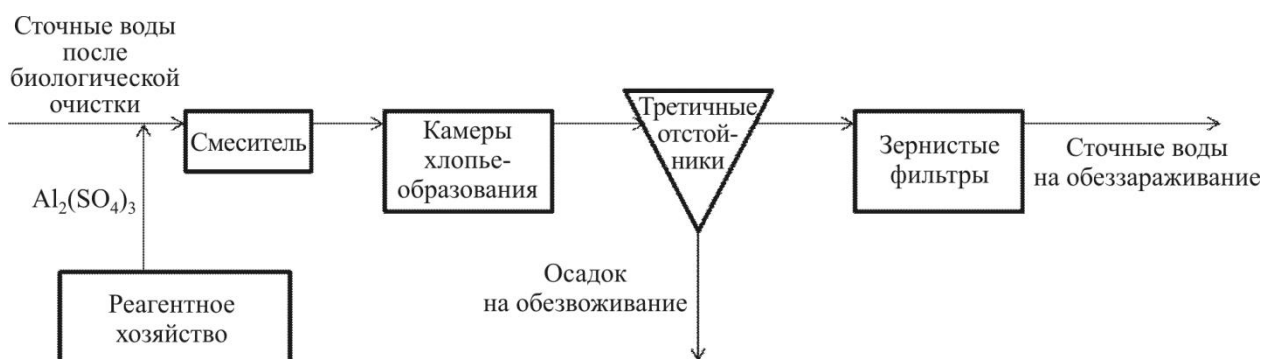 Сточные воды
после
биологической
очистки
Смеситель
Камеры
хлопье-
образования
Третичные
отстой-
ники
Зернистые
фильтры
Сточные воды
на обеззараживание
Al₂(SO₄)₃
Осадок
на обезвоживание
Реагентное
хозяйство